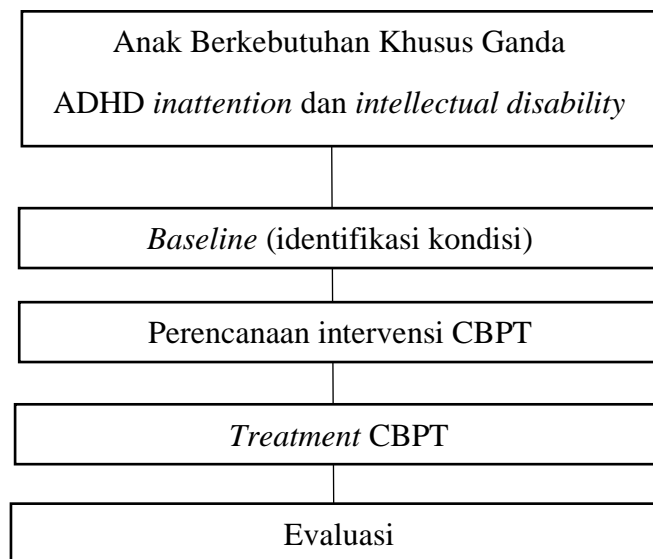 Anak Berkebutuhan Khusus Ganda
ADHD inattention dan intellectual disability
Baseline (identifikasi kondisi)
Perencanaan intervensi CBPT
Treatment CBPT
Evaluasi